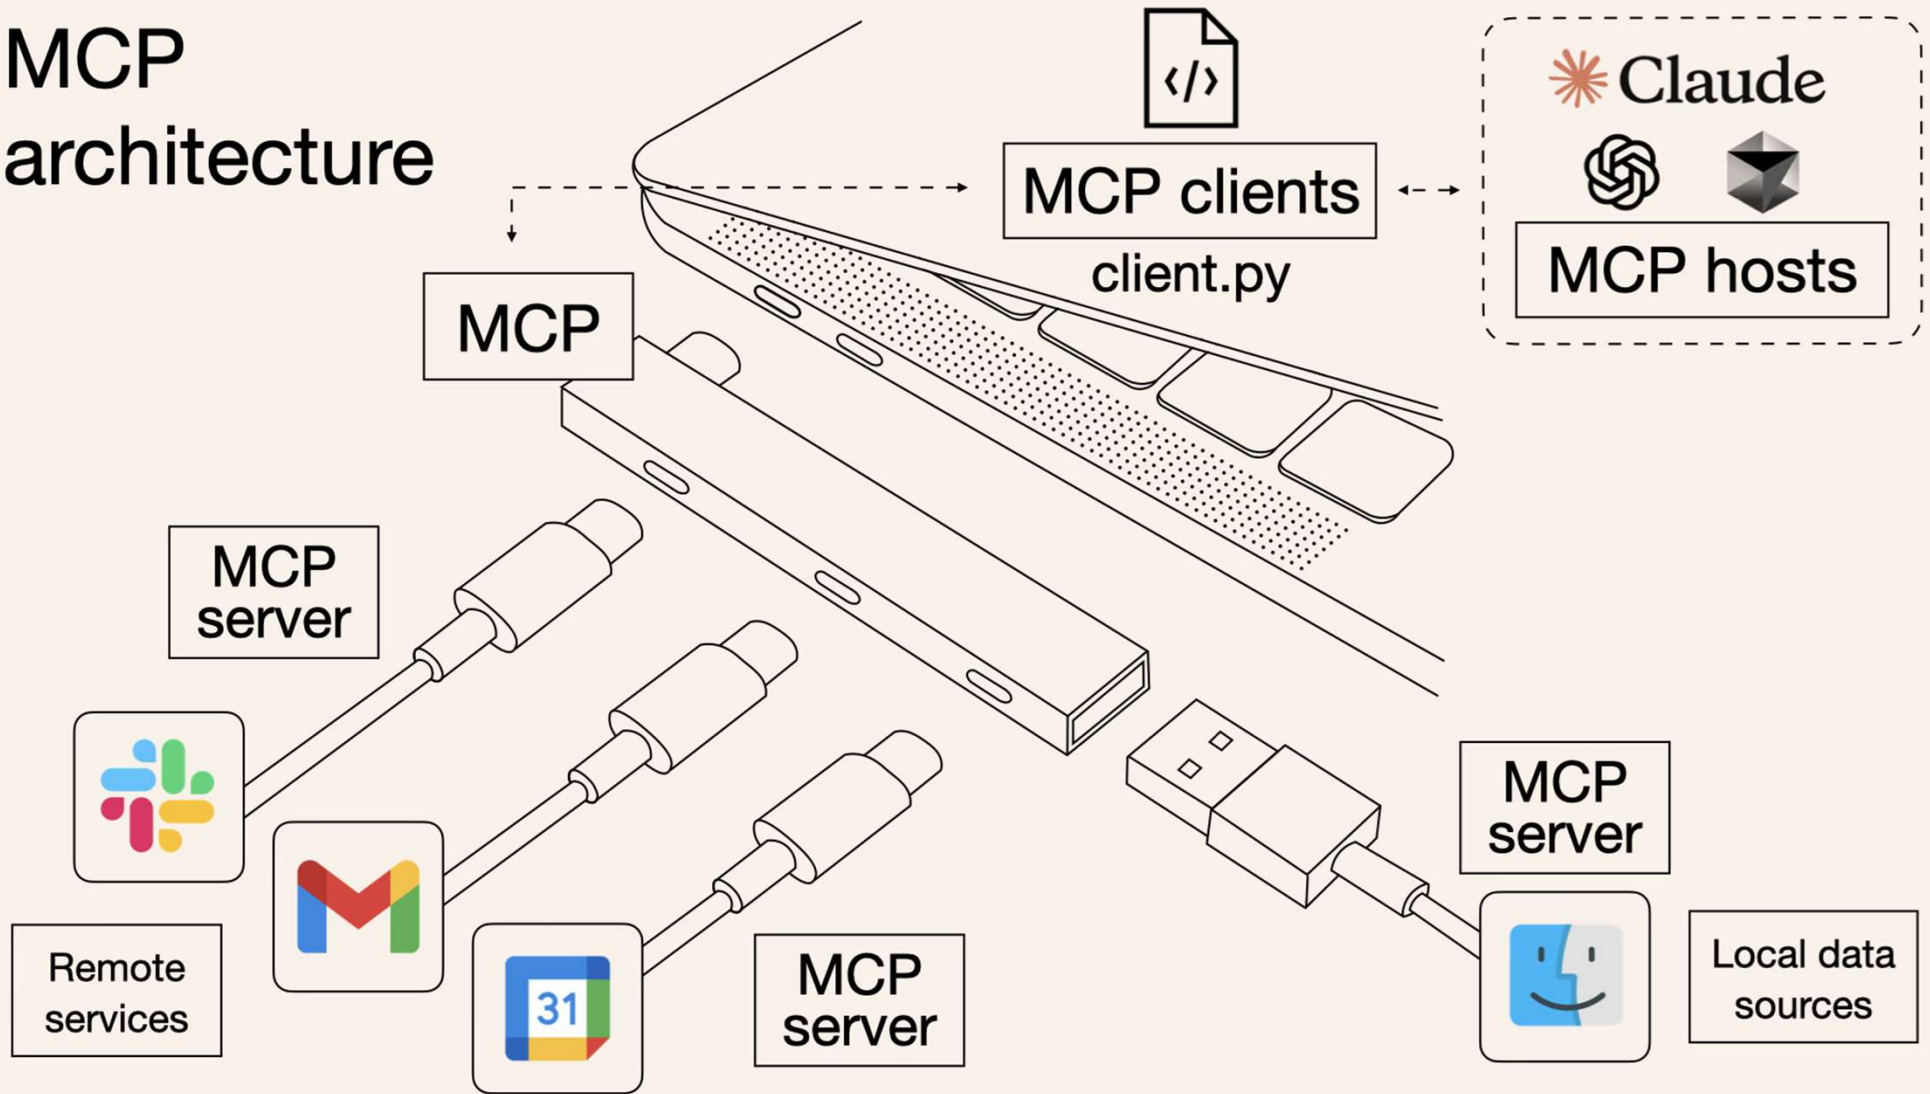 MCP
architecture
Claude
MCP clients
client.py
MCP hosts
MCP
MCP
server
MCP
server
Remote
services
31
MCP
server
Local data
sources